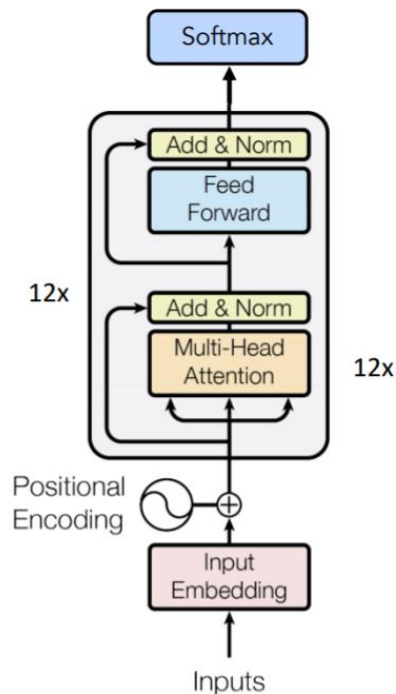 Softmax
Add & Norm
Feed
Forward
12x
Add & Norm
Multi-Head
Attention
12x
Positional
Encoding
Input
Embedding
Inputs